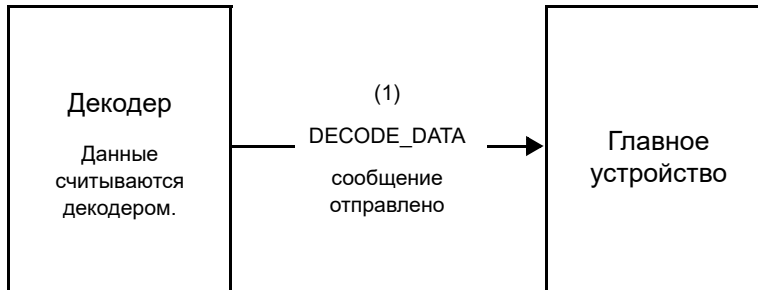 Декодер
Данные
считываются
декодером.
(1)
DECODE_DATA
сообщение
отправлено
Главное
устройство